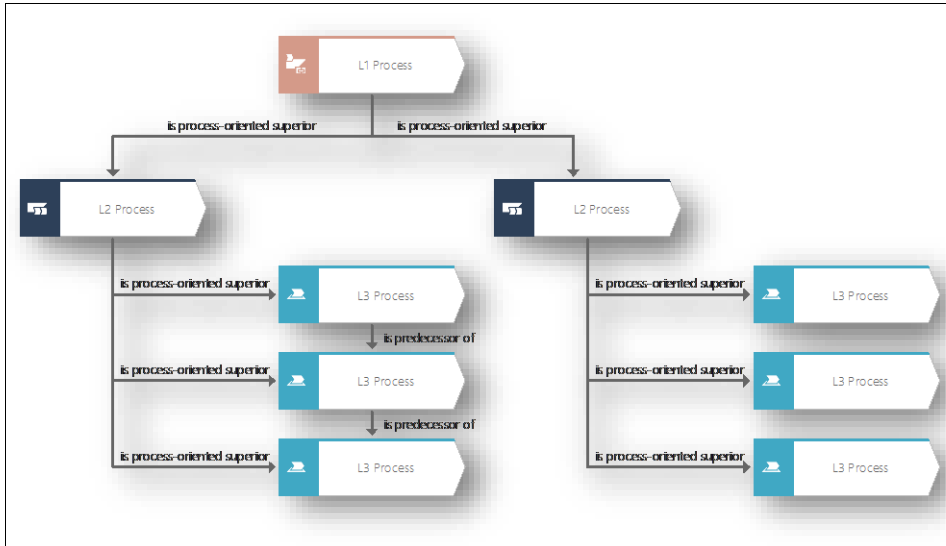 L1 Process
is process-oriented superior
is process-oriented superior
L2 Process
L2 Process
is process-oriented superior
L3 Process
is process-oriented superior
L3 Process
is predecessor of
is process-oriented superior
L3 Process
is process-oriented superior
L3 Process
is predecessor of
is process-oriented superior
L3 Process
is process-oriented superior
L3 Process